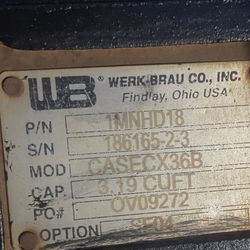 WB® WERK-BRAU CO., INC.
Findlay, Ohio USA
P/N 1MNHD18
S/N 186165-2-3
MOD CASECX36B
CAP. 3.19 CUFT
PO# OV09272
OPTION